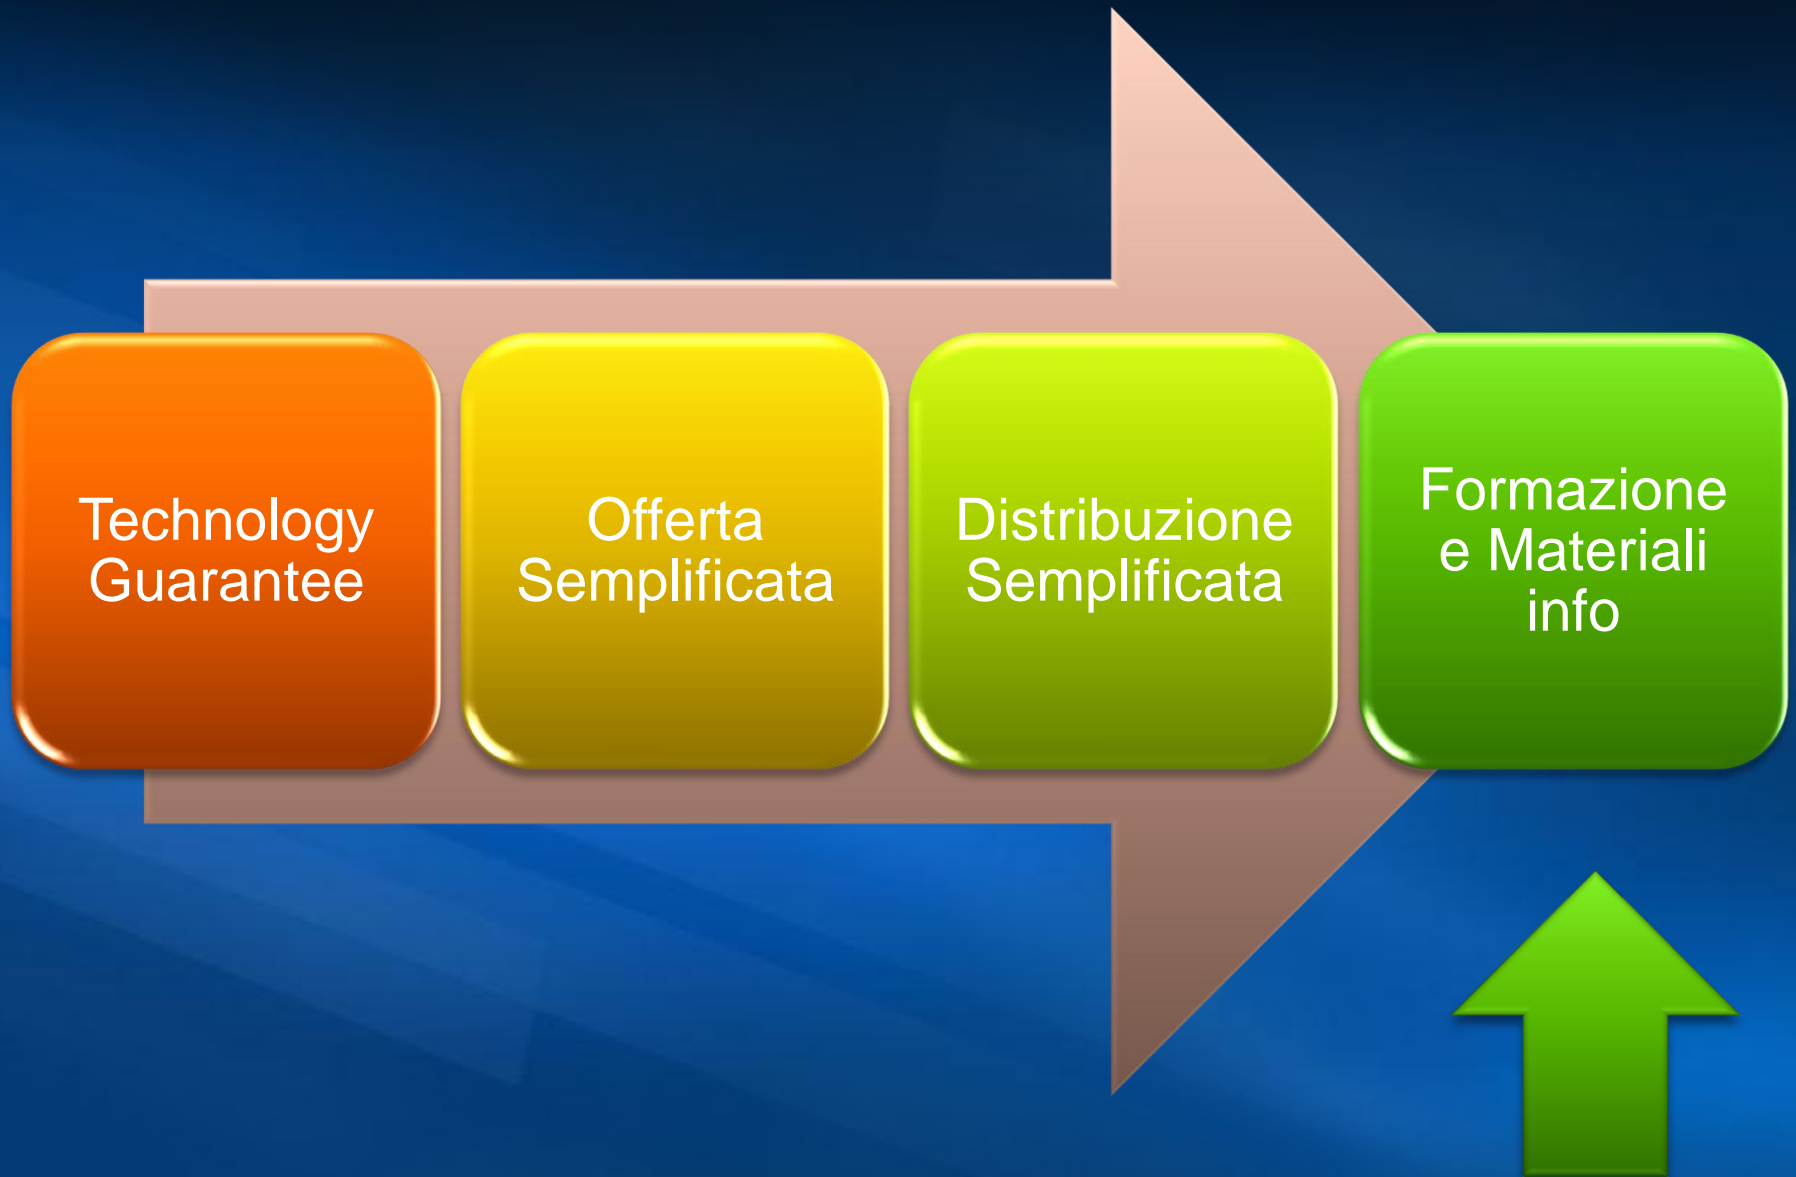 Technology
Guarantee
Offerta
Semplificata
Distribuzione
Semplificata
Formazione
e Materiali
info